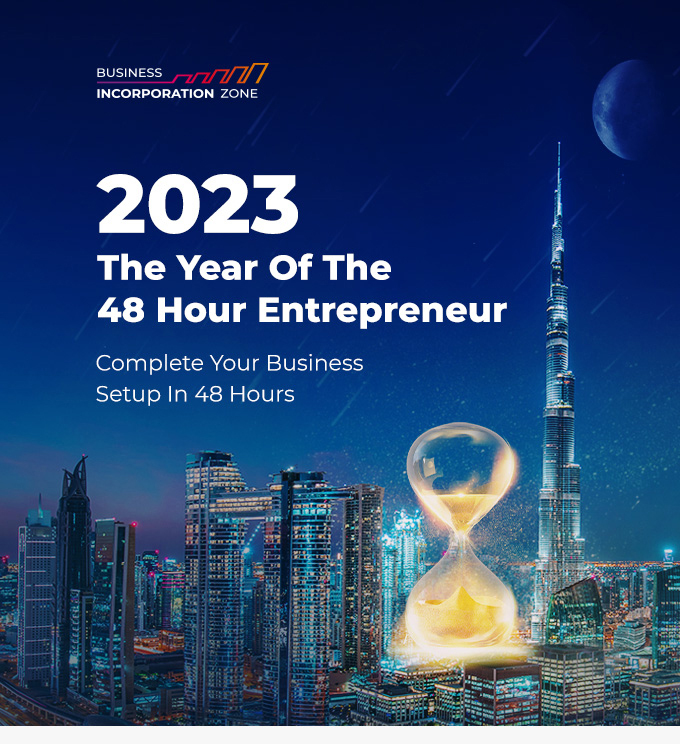 BUSINESS
INCORPORATION ZONE
2023
The Year Of The
48 Hour Entrepreneur
Complete Your Business
Setup In 48 Hours